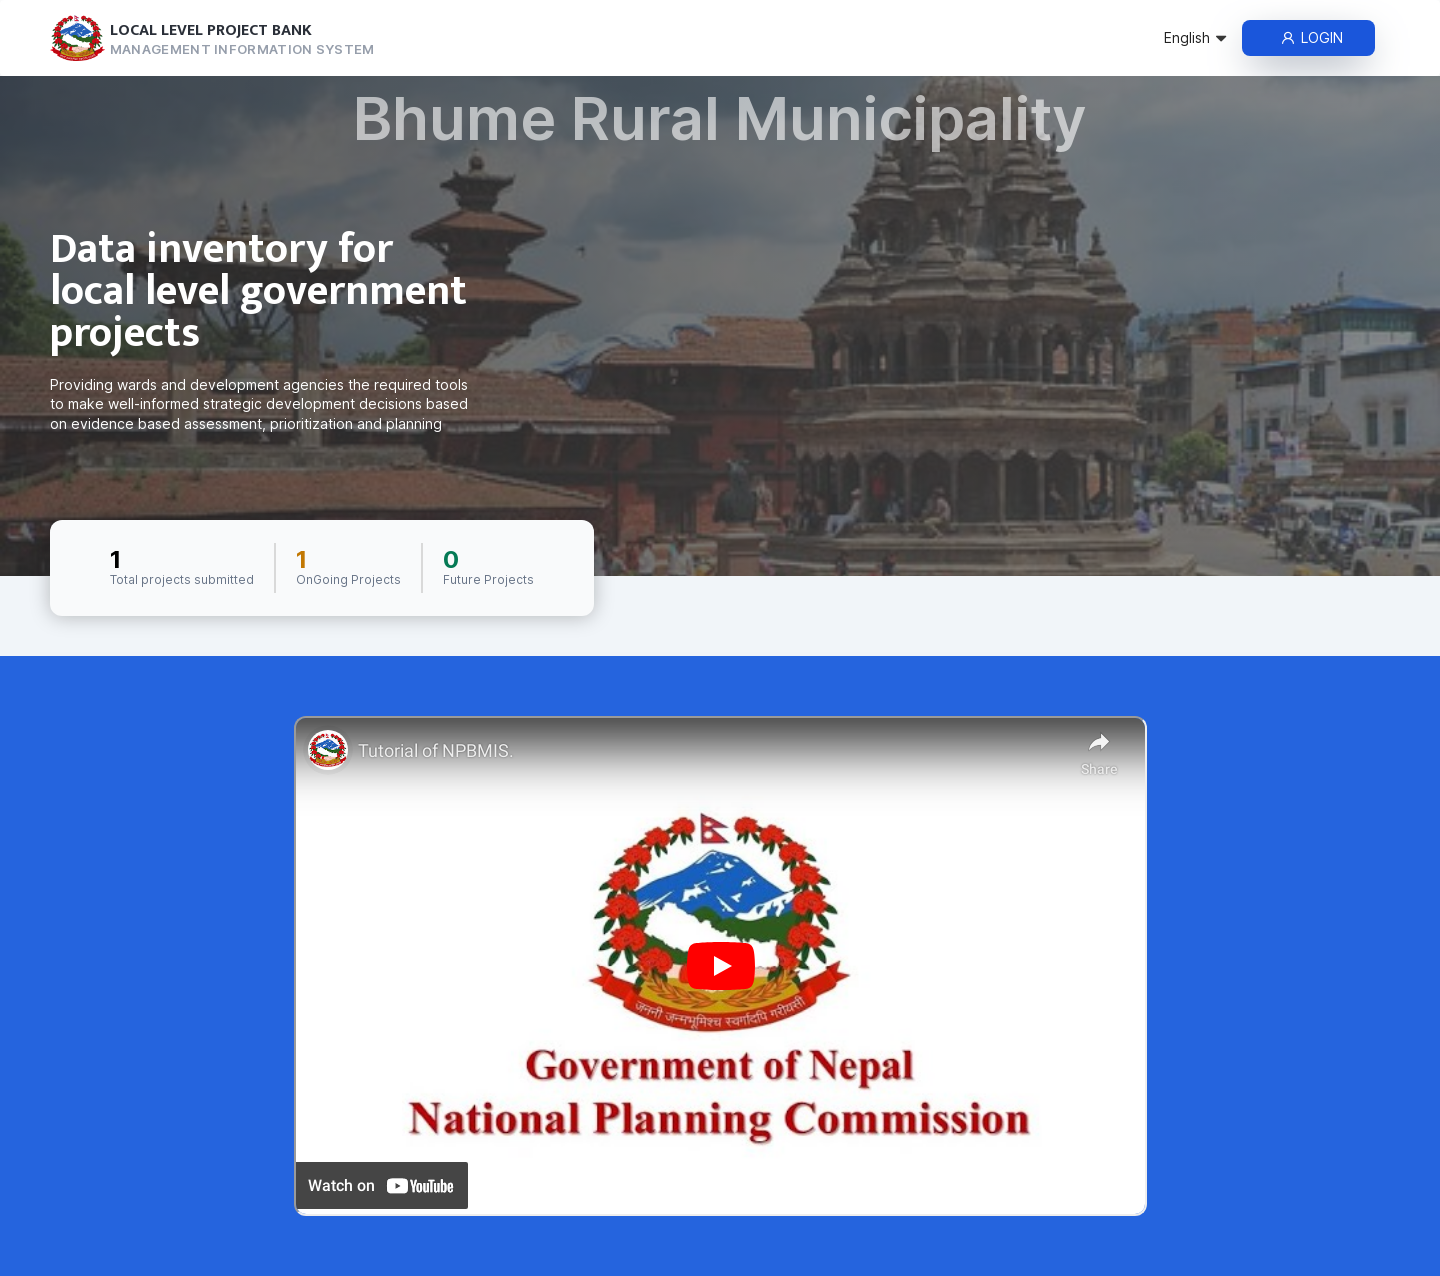 LOCAL LEVEL PROJECT BANK
MANAGEMENT INFORMATION SYSTEM
English
LOGIN
Bhume Rural Municipality
Data inventory for
local level government
projects
Providing wards and development agencies the required tools
to make well-informed strategic development decisions based
on evidence based assessment, prioritization and planning
1
Total projects submitted
1
OnGoing Projects
0
Future Projects
Tutorial of NPBMIS.
Share
जननी जन्मभूमिश्च स्वर्गादपि गरीयसी
Government of Nepal
National Planning Commission
Watch on YouTube